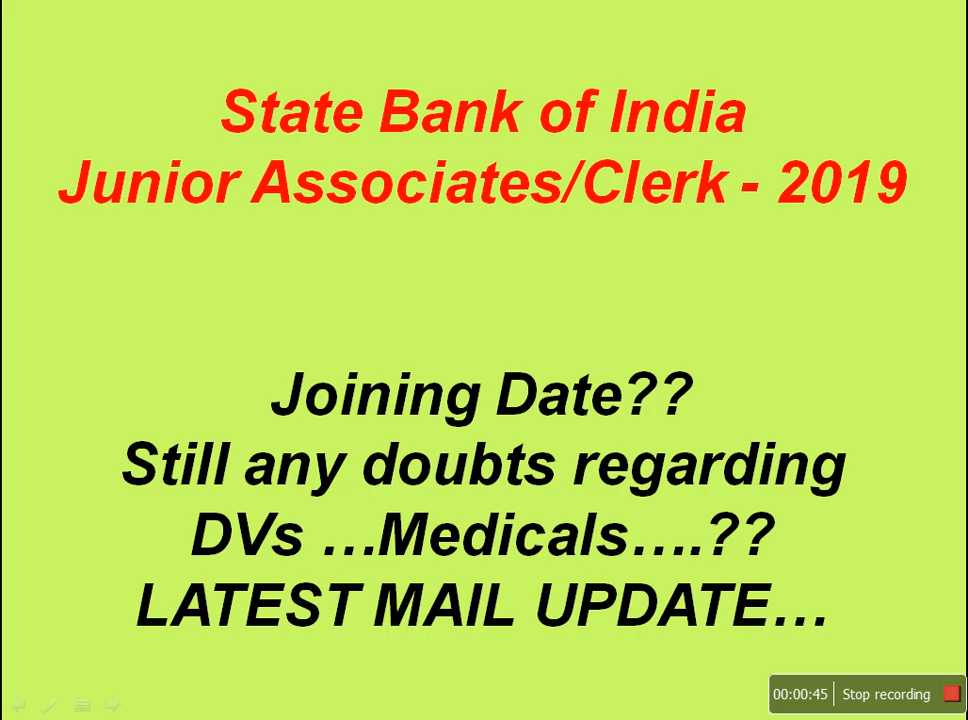 State Bank of India
Junior Associates/Clerk - 2019
Joining Date??
Still any doubts regarding
DVs …Medicals….??
LATEST MAIL UPDATE…
00:00:45 Stop recording